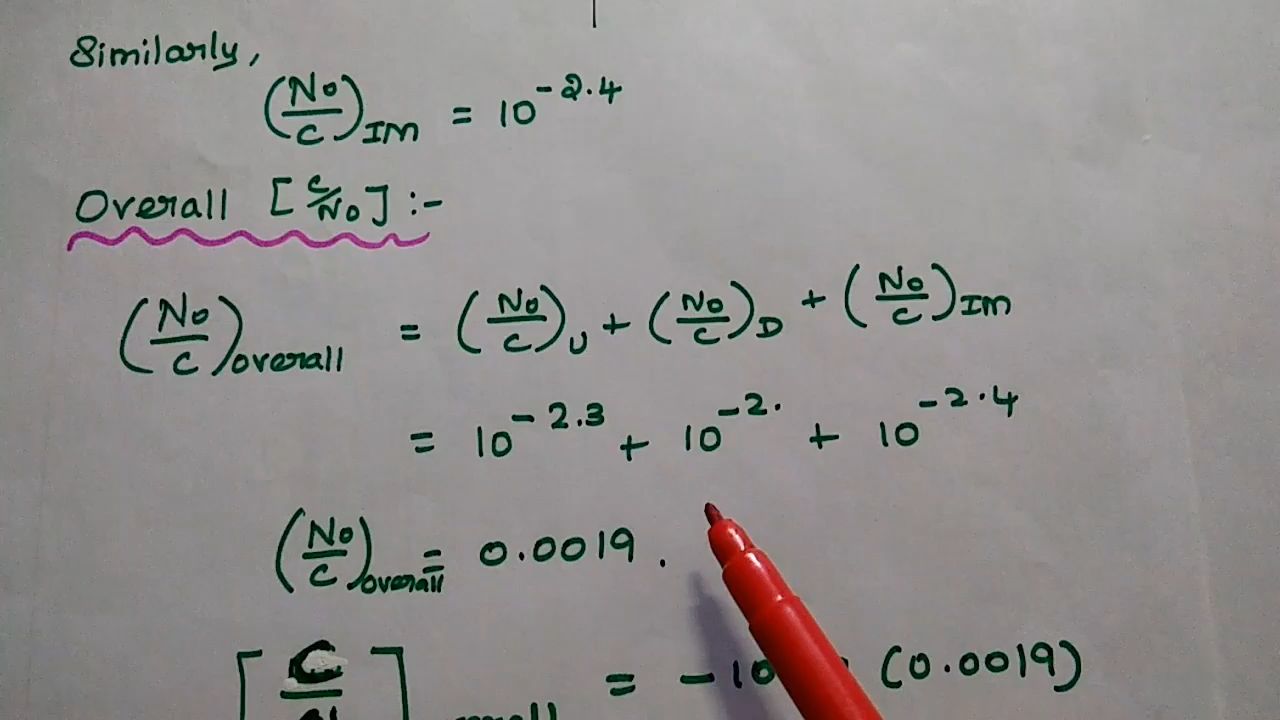 Similarly,
(No/C)IM = 10^-2.4
Overall [C/No] :-
(No/C)overall = (No/C)U + (No/C)D + (No/C)IM
= 10^-2.3 + 10^-2. + 10^-2.4
(No/C)overall = 0.0019.
[C/] = -10 (0.0019)